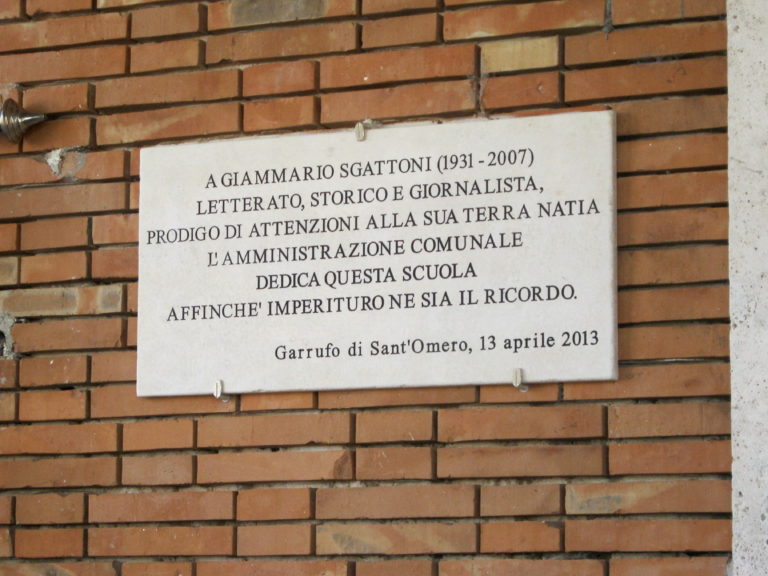 A GIAMMARIO SGATTONI (1931 - 2007)
LETTERATO, STORICO E GIORNALISTA,
PRODIGO DI ATTENZIONI ALLA SUA TERRA NATIA
L'AMMINISTRAZIONE COMUNALE
DEDICA QUESTA SCUOLA
AFFINCHE' IMPERITURO NE SIA IL RICORDO.
Garrufo di Sant'Omero, 13 aprile 2013